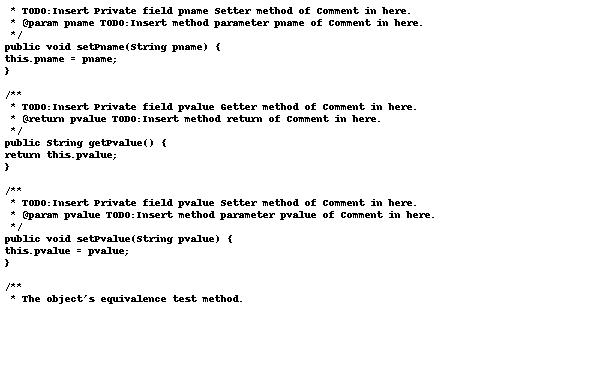 * TODO:Insert Private field pname Setter method of Comment in here.
 * @param pname TODO:Insert method parameter pname of Comment in here.
 */
public void setPname(String pname) {
this.pname = pname;
}

/**
 * TODO:Insert Private field pvalue Getter method of Comment in here.
 * @return pvalue TODO:Insert method return of Comment in here.
 */
public String getPvalue() {
return this.pvalue;
}

/**
 * TODO:Insert Private field pvalue Setter method of Comment in here.
 * @param pvalue TODO:Insert method parameter pvalue of Comment in here.
 */
public void setPvalue(String pvalue) {
this.pvalue = pvalue;
}

/**
 * The object's equivalence test method.